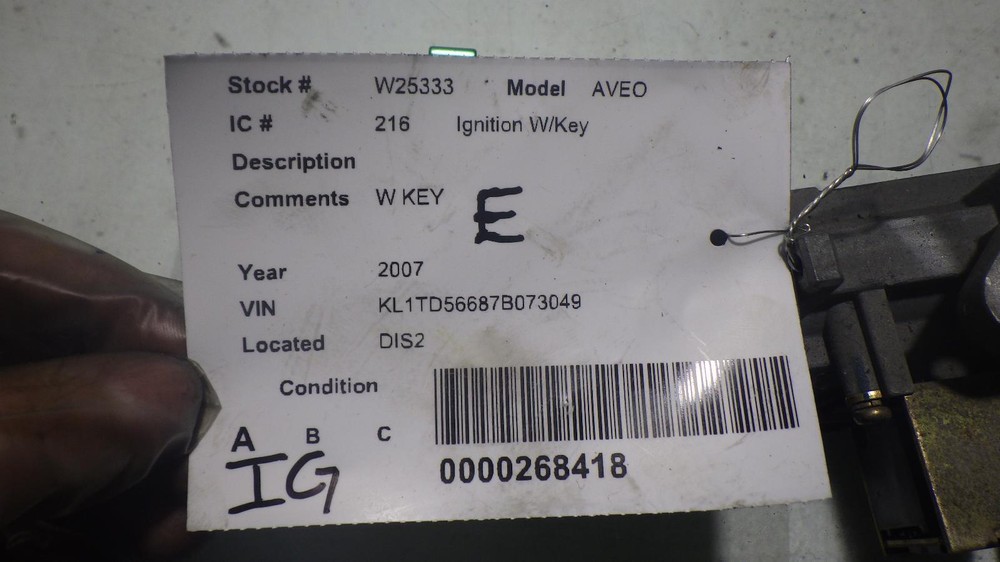 Stock # W25333 Model AVEO
IC # 216 Ignition W/Key
Description
Comments W KEY E
Year 2007
VIN KL1TD56687B073049
Located DIS2
Condition
A B C
IG
0000268418